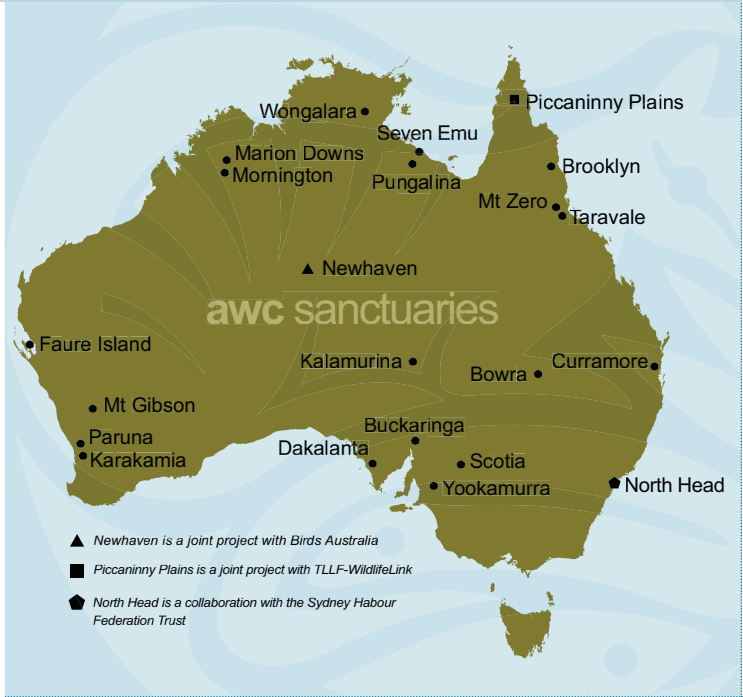 Wongalara
Piccaninny Plains
Seven Emu
Marion Downs
Mornington
Pungalina
Brooklyn
Mt Zero
Taravale
Newhaven
awc sanctuaries
Faure Island
Kalamurina
Bowra
Curramore
Mt Gibson
Buckaringa
Paruna
Karakamia
Dakalanta
Scotia
Yookamurra
North Head
Newhaven is a joint project with Birds Australia
Piccaninny Plains is a joint project with TLLF-WildlifeLink
North Head is a collaboration with the Sydney Habour
Federation Trust